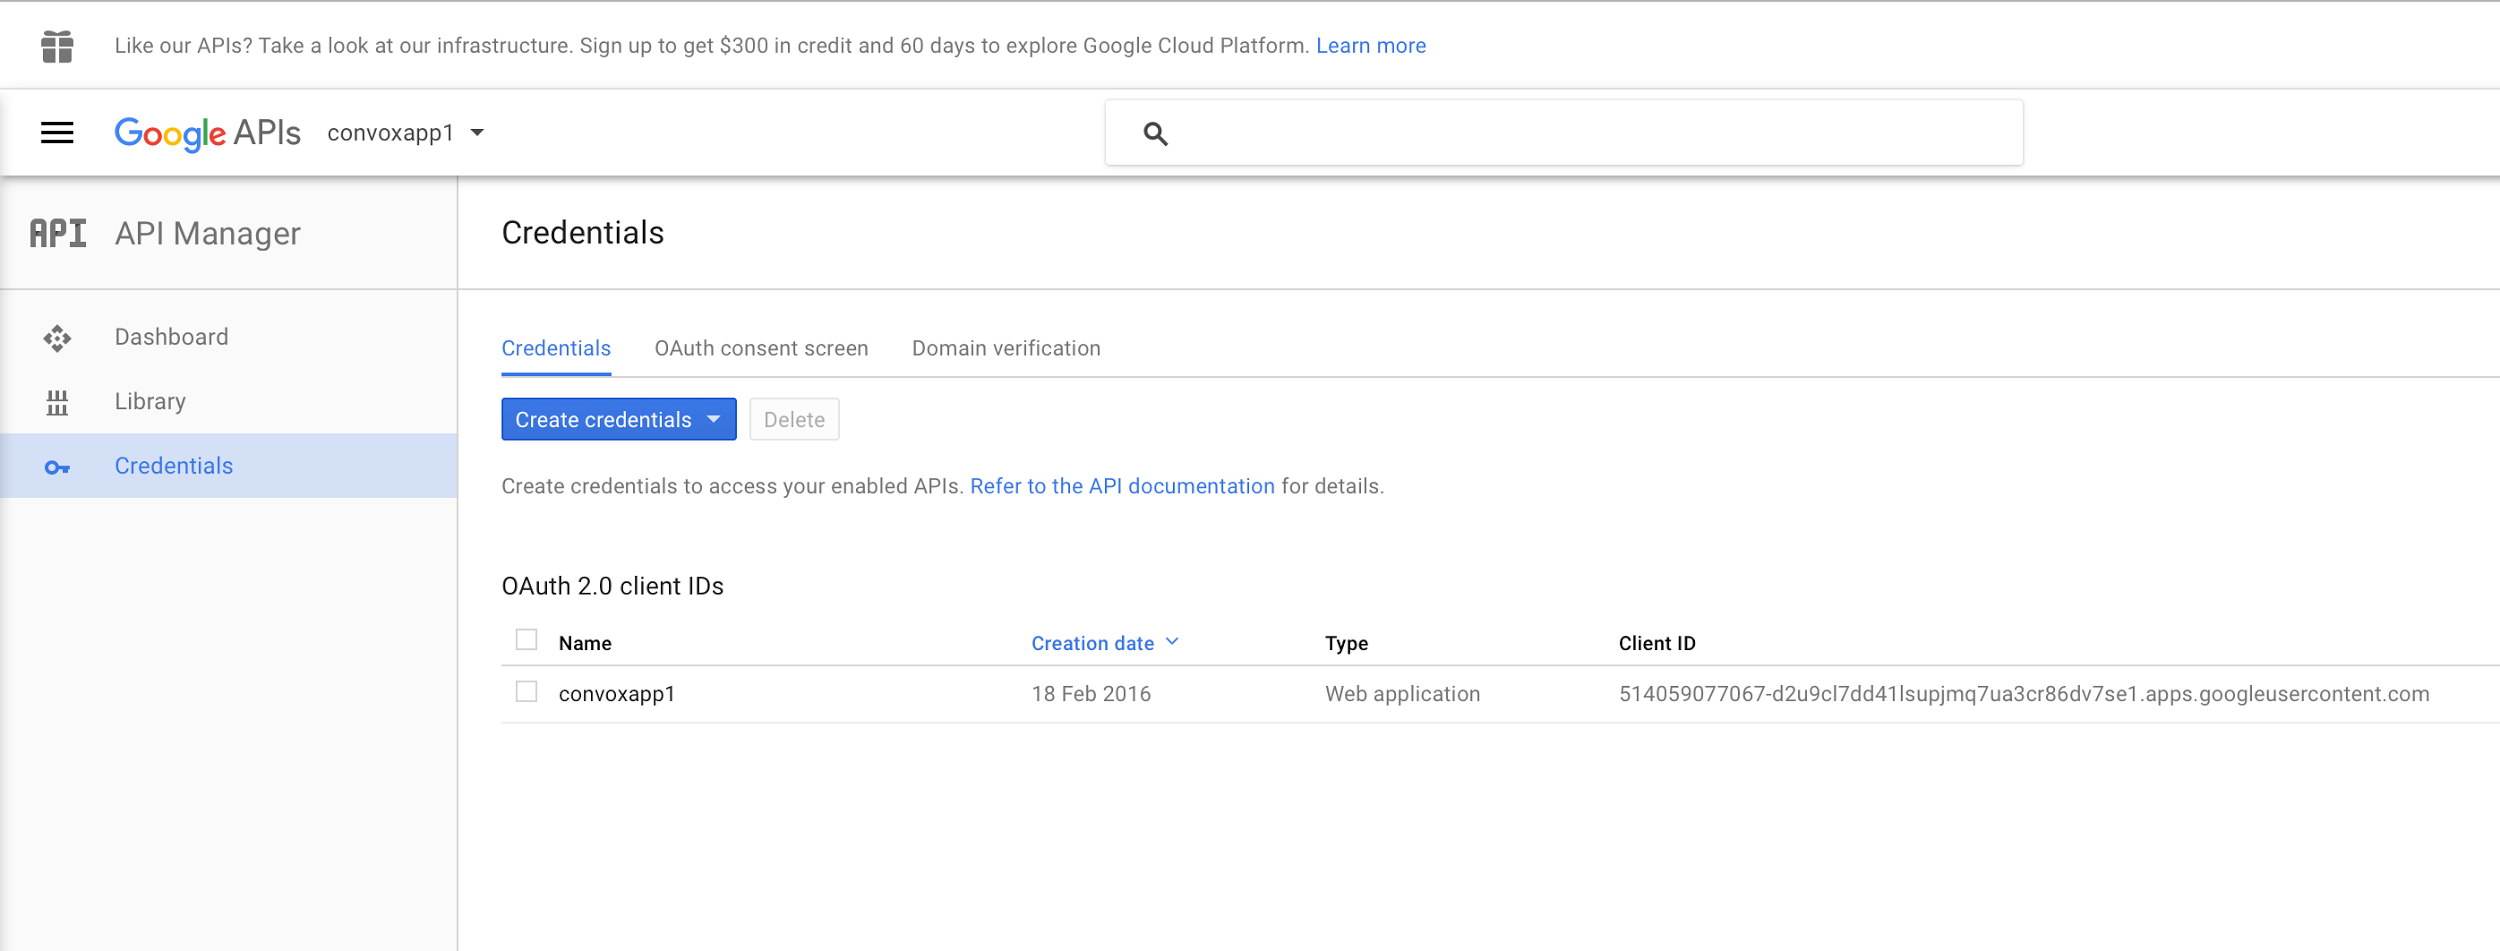 Like our APIs? Take a look at our infrastructure. Sign up to get $300 in credit and 60 days to explore Google Cloud Platform. Learn more
Google APIs convoxapp1
API API Manager
Credentials
Dashboard
Library
Credentials
Credentials OAuth consent screen Domain verification
Create credentials Delete
Create credentials to access your enabled APIs. Refer to the API documentation for details.
OAuth 2.0 client IDs
Name Creation date Type Client ID
convoxapp1 18 Feb 2016 Web application 514059077067-d2u9cl7dd41lsupjmq7ua3cr86dv7se1.apps.googleusercontent.com